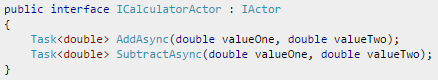 public interface ICalculatorActor : IActor
{
    Task<double> AddAsync(double valueOne, double valueTwo);
    Task<double> SubtractAsync(double valueOne, double valueTwo);
}